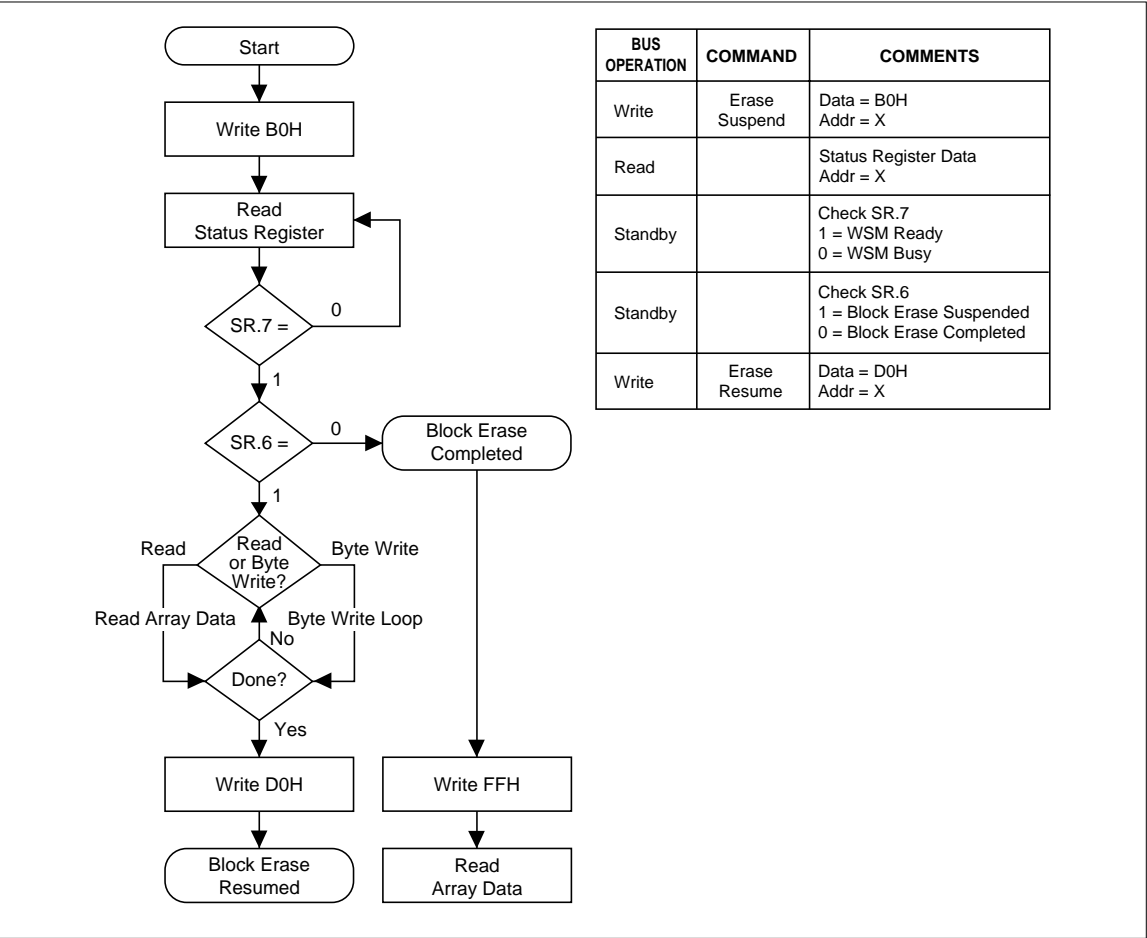 Start
Write B0H
Read
Status Register
SR.7 =
0
1
SR.6 =
0
Block Erase
Completed
1
Read
or Byte
Write?
Read
Byte Write
Read Array Data
Byte Write Loop
No
Done?
Yes
Write D0H
Write FFH
Block Erase
Resumed
Read
Array Data
BUS
OPERATION
COMMAND
COMMENTS
Write
Erase
Suspend
Data = B0H
Addr = X
Read
Status Register Data
Addr = X
Standby
Check SR.7
1 = WSM Ready
0 = WSM Busy
Standby
Check SR.6
1 = Block Erase Suspended
0 = Block Erase Completed
Write
Erase
Resume
Data = D0H
Addr = X